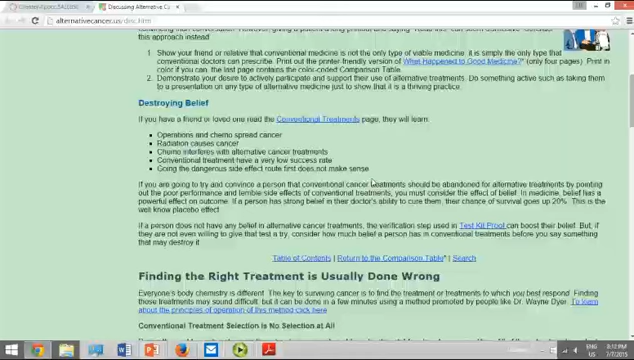 Discussing Alternative Cancer
alternativecancer.us/doc.htm
this approach instead
1. Show your friend or relative that conventional medicine is not the only type of viable medicine, it is simply the only type that
conventional doctors can prescribe. Print out the printer friendly version of What Happened to Good Medicine?* (only four pages). Print in
color if you can, the last page contains the color-coded Comparison Table.
2. Demonstrate your desire to actively participate and support their use of alternative treatments. Do something active such as taking them
to a presentation on any type of alternative medicine just to show that it is a thriving practice.
Destroying Belief
If you have a friend or loved one read the Conventional Treatments page, they will learn:
Operations and chemo spread cancer
Radiation causes cancer
Chemo interferes with alternative cancer treatments
Conventional treatment have a very low success rate
Going the dangerous side effect route first does not make sense
If you are going to try and convince a person that conventional cancer treatments should be abandoned for alternative treatments by pointing
out the poor performance and terrible side effects of conventional treatments, you must consider the effect of belief. In medicine, belief has a
powerful effect on outcome. If a person has strong belief in their doctor's ability to cure them, their chance of survival goes up 20%. This is the
well know placebo effect
If a person does not have any belief in alternative cancer treatments, the verification step used in Test Kit Proof can boost their belief. But, if
they are not even willing to give that test a try, consider how much belief a person has in conventional treatments before you say something
that may destroy it
Table of Contents | Return to the Comparison Table* | Search
Finding the Right Treatment is Usually Done Wrong
Everyone's body chemistry is different. The key to surviving cancer is to find the treatment or treatments to which you best respond. Finding
those treatments may sound difficult, but it can be done in a few minutes using a method promoted by people like Dr. Wayne Dyer. To learn
about the principles of operation of this method click here
Conventional Treatment Selection is No Selection at All
ENG
US
8:12 PM
7/7/2015